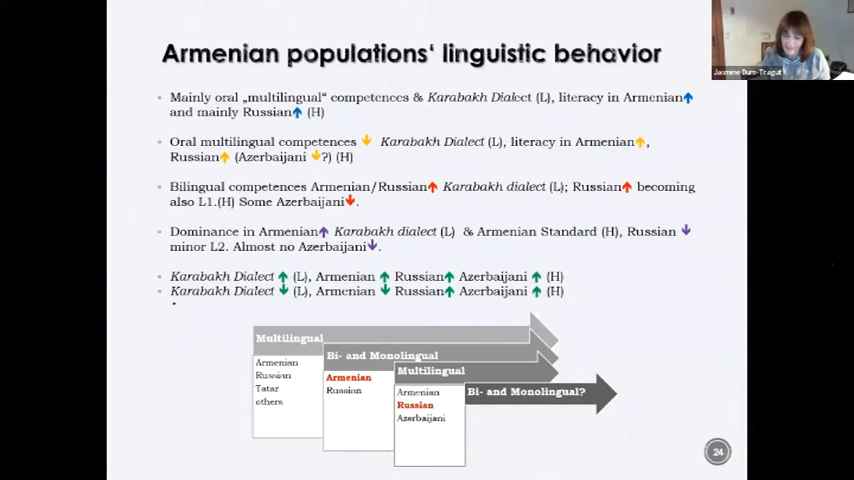 Armenian populations‘ linguistic behavior
Jasmine Dum-Tragut
Mainly oral „multilingual“ competences & Karabakh Dialect (L), literacy in Armenian↑
and mainly Russian↑ (H)
Oral multilingual competences ↓ Karabakh Dialect (L), literacy in Armenian↑,
Russian↑ (Azerbaijani ↓?) (H)
Bilingual competences Armenian/Russian↑ Karabakh dialect (L); Russian↑ becoming
also L1.(H) Some Azerbaijani↓.
Dominance in Armenian↑ Karabakh dialect (L) & Armenian Standard (H), Russian ↓
minor L2. Almost no Azerbaijani↓.
Karabakh Dialect ↑ (L), Armenian ↑ Russian↑ Azerbaijani ↑ (H)
Karabakh Dialect ↓ (L), Armenian ↓ Russian↑ Azerbaijani ↑ (H)
Multilingual
Armenian
Russian
Tatar
others
Bi- and Monolingual
Armenian
Russian
Multilingual
Armenian
Russian
Azerbaijani
Bi- and Monolingual?
24